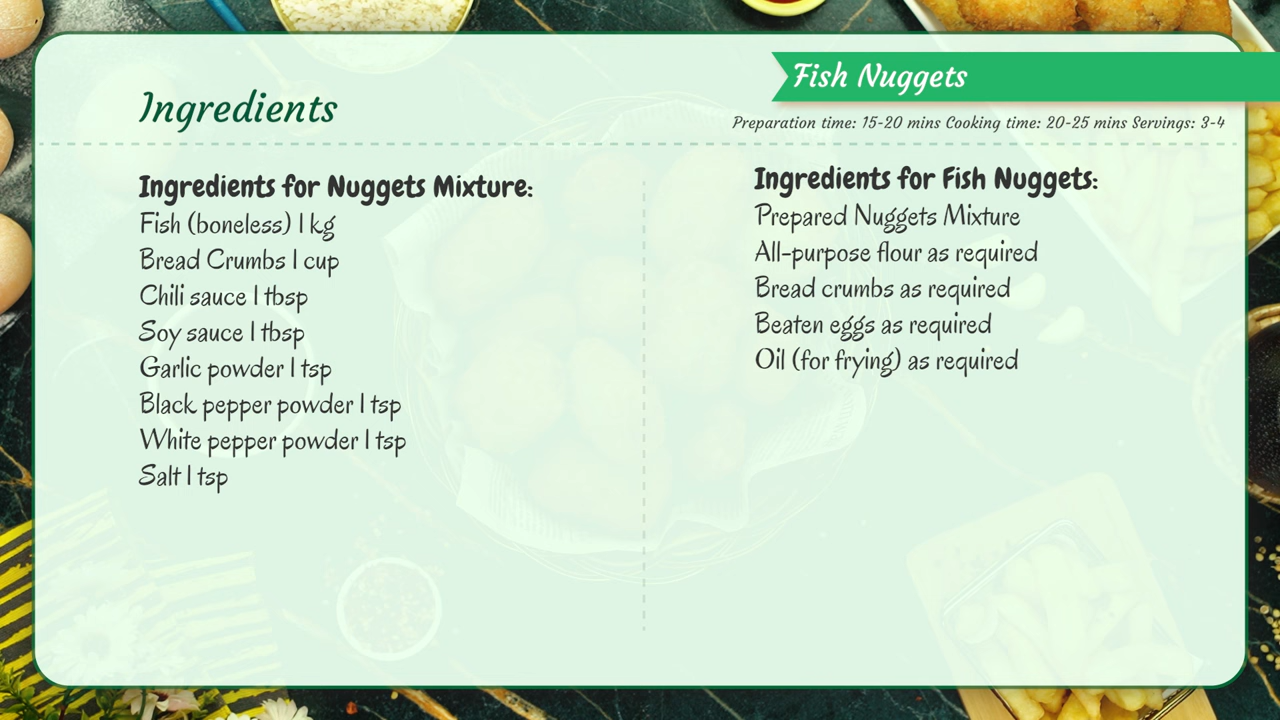 Fish Nuggets
Ingredients
Preparation time: 15-20 mins Cooking time: 20-25 mins Servings: 3-4
Ingredients for Nuggets Mixture:
Fish (boneless) 1 kg
Bread Crumbs 1 cup
Chili sauce 1 tbsp
Soy sauce 1 tbsp
Garlic powder 1 tsp
Black pepper powder 1 tsp
White pepper powder 1 tsp
Salt 1 tsp
Ingredients for Fish Nuggets:
Prepared Nuggets Mixture
All-purpose flour as required
Bread crumbs as required
Beaten eggs as required
Oil (for frying) as required